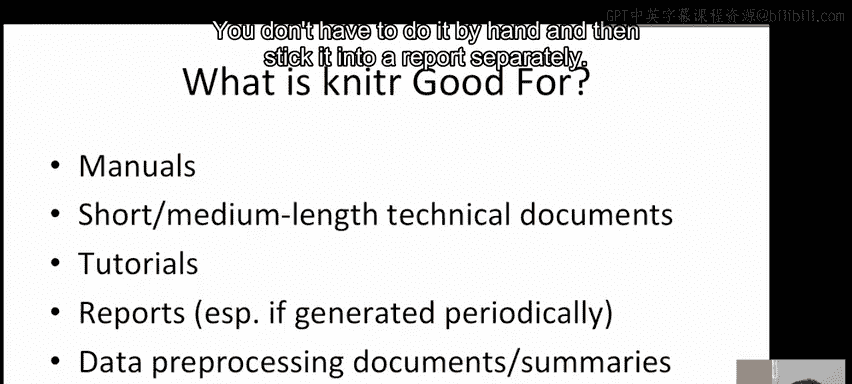 GPT中英字幕课程资源@bilibili.com
You don't have to do it by hand and then
stick it into a report separately.
What is knitr Good For?
• Manuals
• Short/medium-length technical documents
• Tutorials
• Reports (esp. if generated periodically)
• Data preprocessing documents/summaries